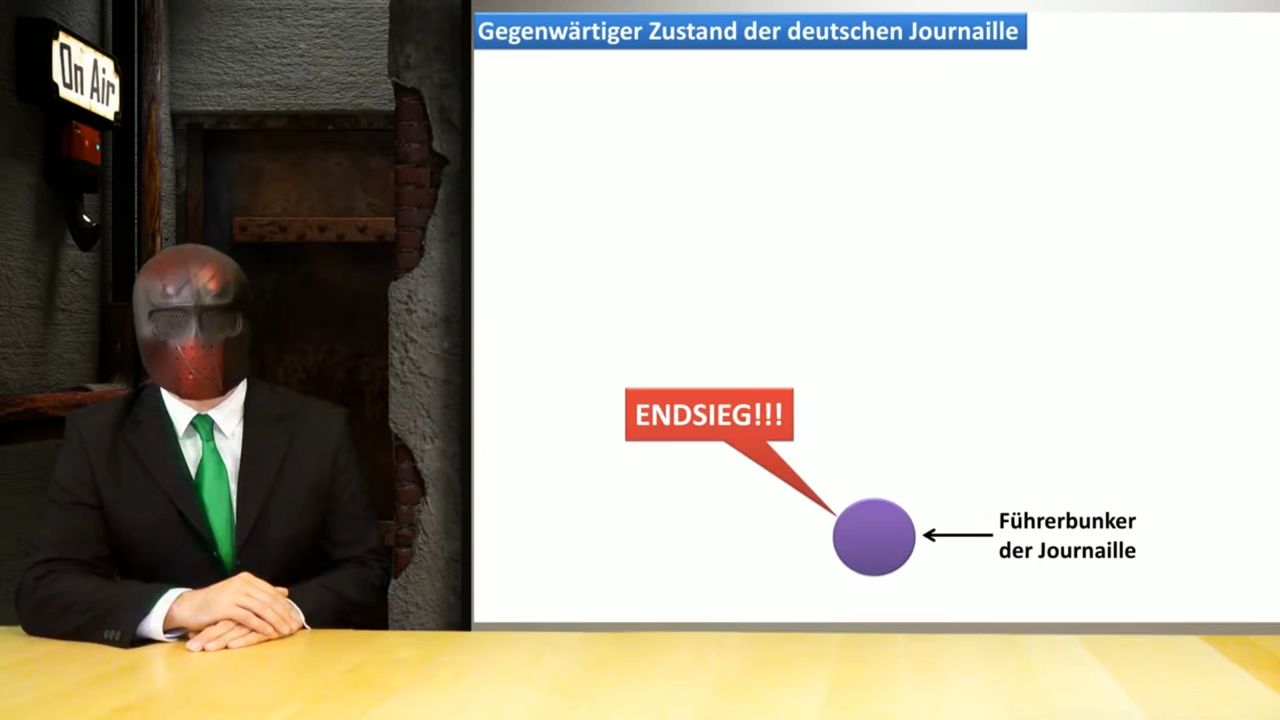 On Air
Gegenwärtiger Zustand der deutschen Journaille
ENDSIEG!!!
Führerbunker
der Journaille